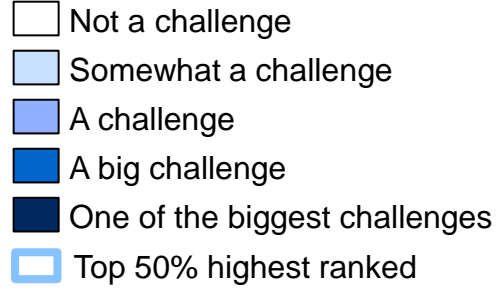 Not a challenge
Somewhat a challenge
A challenge
A big challenge
One of the biggest challenges
Top 50% highest ranked